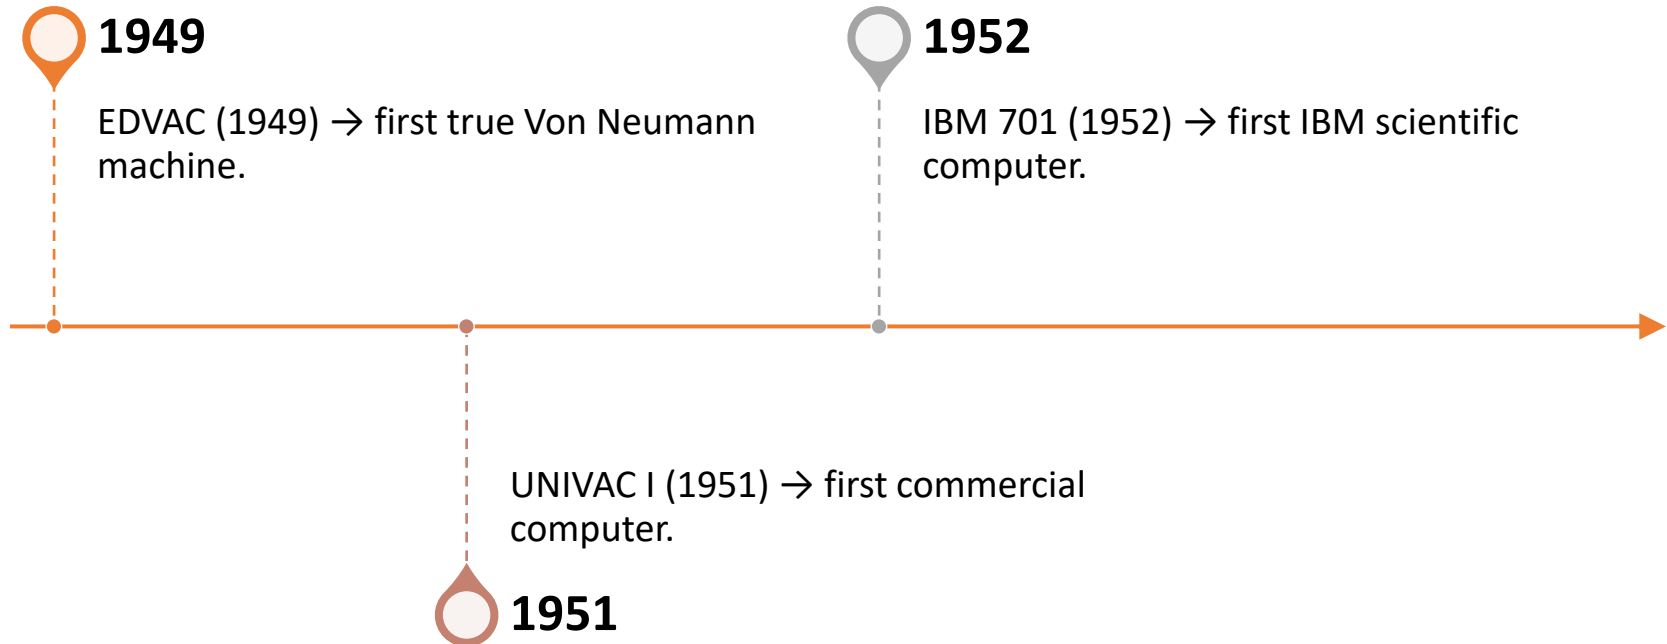 1949
EDVAC (1949) → first true Von Neumann
machine.
1952
IBM 701 (1952) → first IBM scientific
computer.
UNIVAC I (1951) → first commercial
computer.
1951